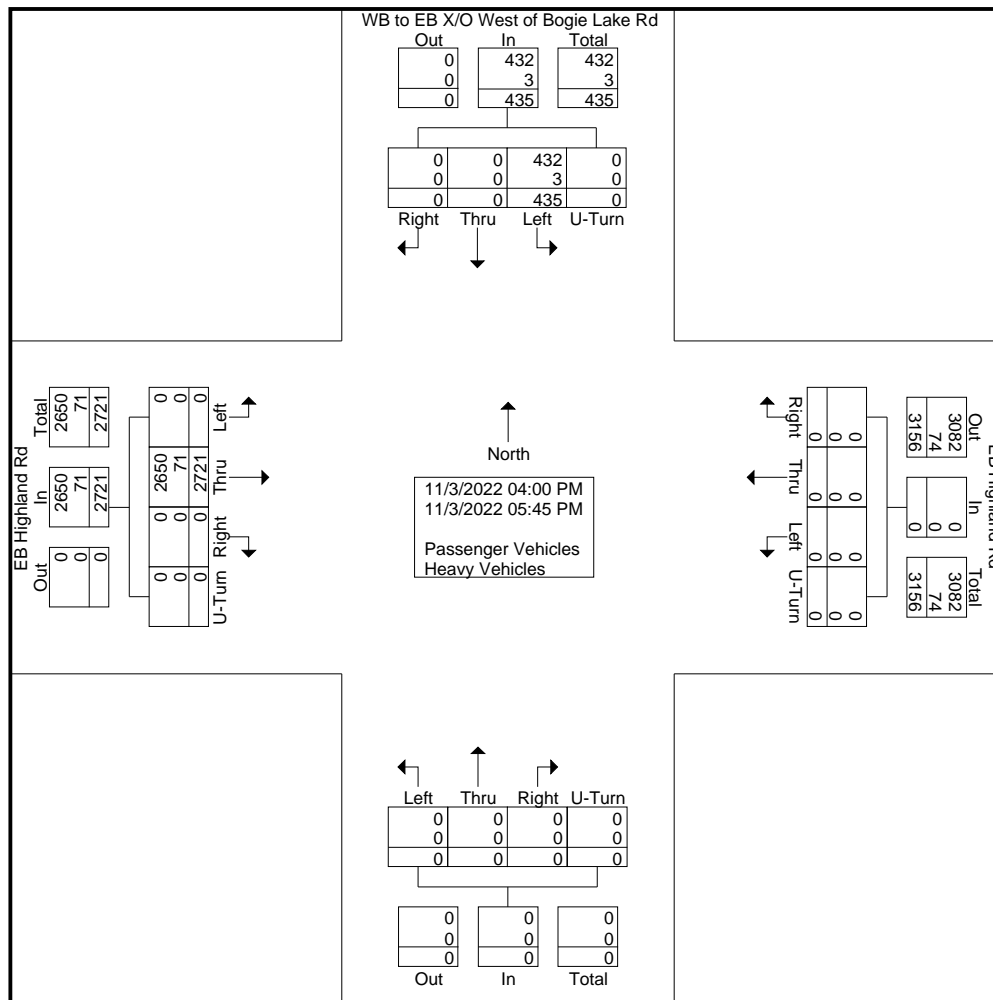 WB to EB X/O West of Bogie Lake Rd
Out In Total
0 432 432
0 3 3
0 435 435
0 0 432 0
0 0 3 0
0 0 435 0
Right Thru Left U-Turn
EB Highland Rd
Total In Out
2650 2650 0
71 71 0
2721 2721 0
0 2650 0 0
0 71 0 0
0 2721 0 0
Left Thru Right U-Turn
North
11/3/2022 04:00 PM
11/3/2022 05:45 PM
Passenger Vehicles
Heavy Vehicles
Right Thru Left U-Turn
0 0 0 0
0 0 0 0
0 0 0 0
Out In Total
3082 0 3082
74 0 74
3156 0 3156
EB Highland Rd
Left Thru Right U-Turn
0 0 0 0
0 0 0 0
0 0 0 0
0 0 0
0 0 0
0 0 0
Out In Total